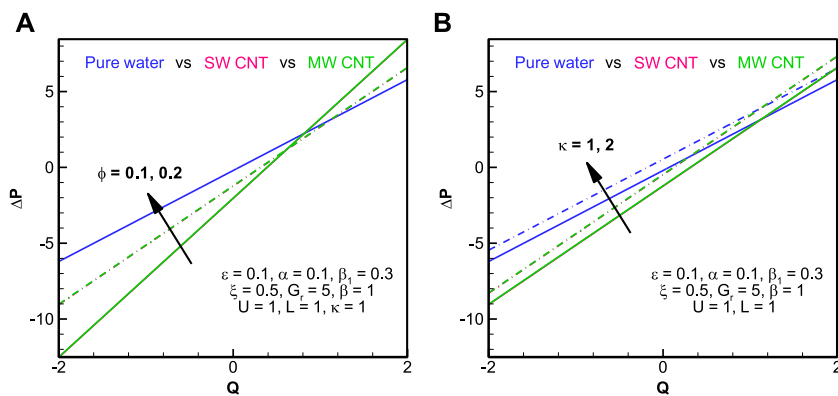 A
Pure water vs SW CNT vs MW CNT
5
0
-5
-10
ΔP
ϕ = 0.1, 0.2
ε = 0.1, α = 0.1, β₁ = 0.3
ξ = 0.5, Gᵣ = 5, β = 1
U = 1, L = 1, κ = 1
-2 0 2
Q
B
Pure water vs SW CNT vs MW CNT
5
0
-5
-10
ΔP
κ = 1, 2
ε = 0.1, α = 0.1, β₁ = 0.3
ξ = 0.5, Gᵣ = 5, β = 1
U = 1, L = 1
-2 0 2
Q